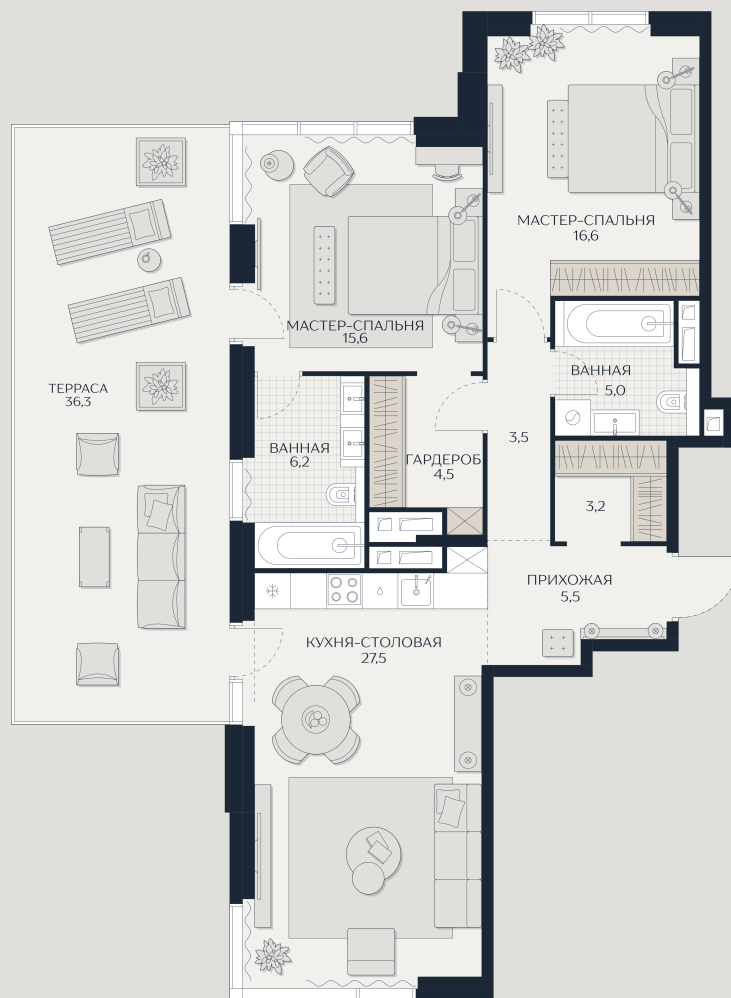 МАСТЕР-СПАЛЬНЯ
16,6
МАСТЕР-СПАЛЬНЯ
15,6
ТЕРРАСА
36,3
ВАННАЯ
5,0
ВАННАЯ
6,2
ГАРДЕРОБ
4,5
3,5
3,2
ПРИХОЖАЯ
5,5
КУХНЯ-СТОЛОВАЯ
27,5